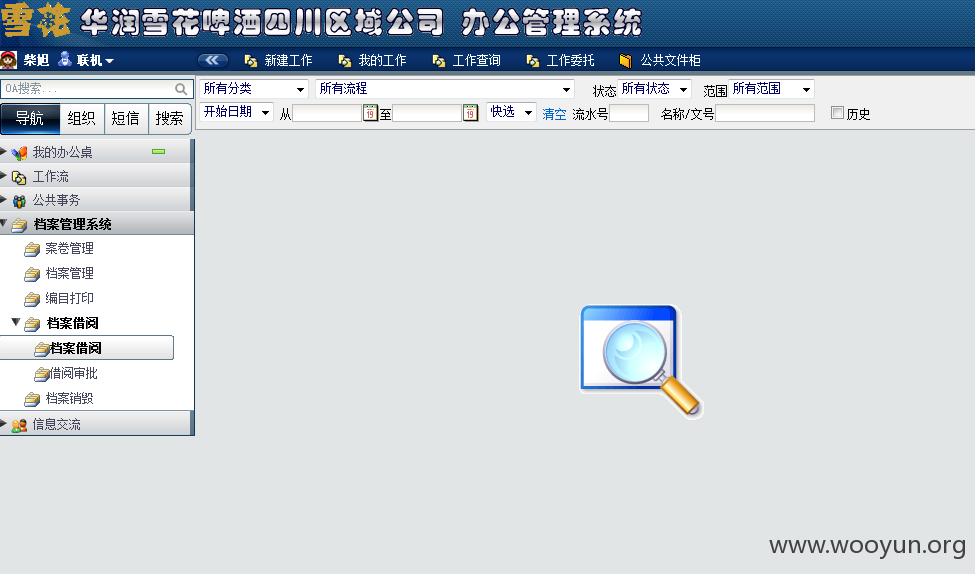 雪花 华润雪花啤酒四川区域公司 办公管理系统
柴旭 联机 新建工作 我的工作 工作查询 工作委托 公共文件柜
OA搜索... 所有分类 所有流程 状态 所有状态 范围 所有范围
导航 组织 短信 搜索 开始日期 从 19 至 19 快选 清空 流水号 名称/文号 历史
我的办公桌
工作流
公共事务
档案管理系统
案卷管理
档案管理
编目打印
档案借阅
档案借阅
借阅审批
档案销毁
信息交流
www.wooyun.org